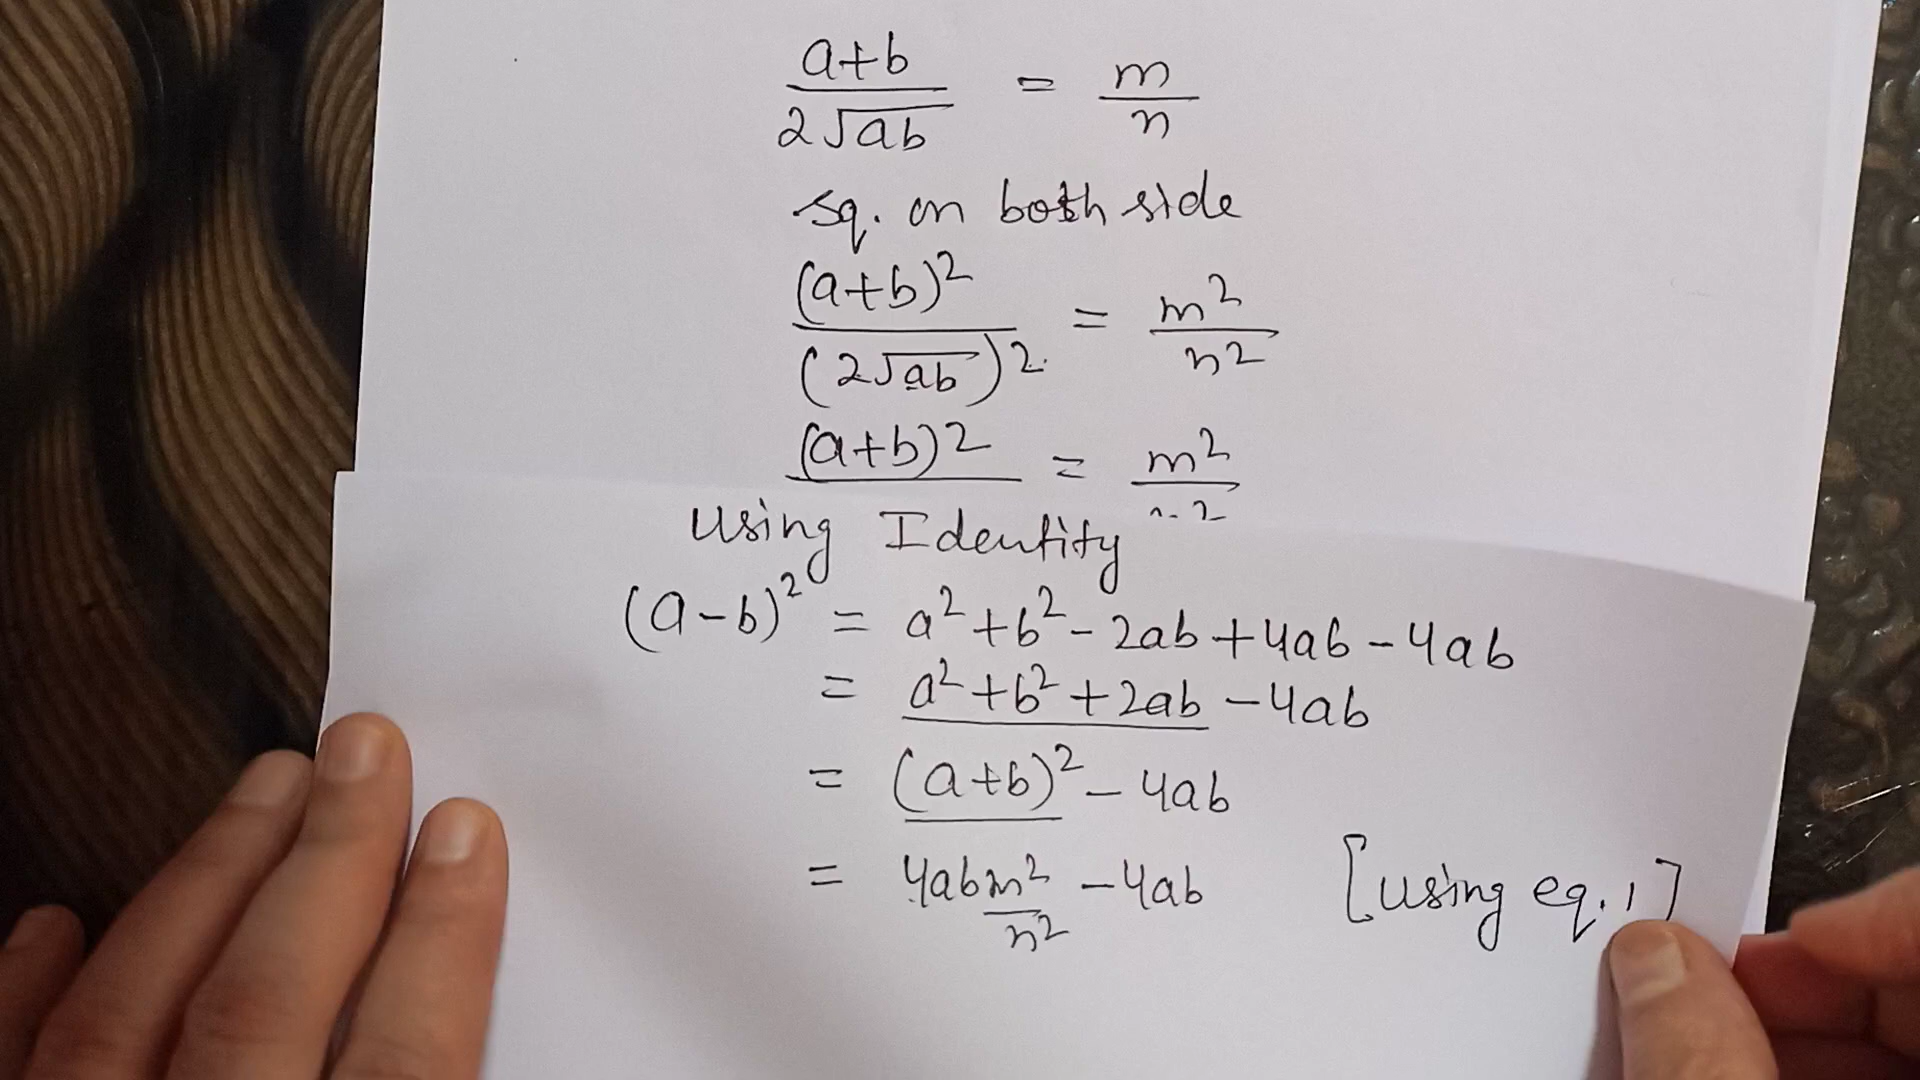 a+b / 2√ab = m / n
sq. on both side
(a+b)² / (2√ab)² = m² / n²
(a+b)² = m²
Using Identity
(a-b)² = a²+b²-2ab+4ab-4ab
= a²+b²+2ab-4ab
= (a+b)²-4ab
= 4abm² / n² -4ab [using eq. 1]